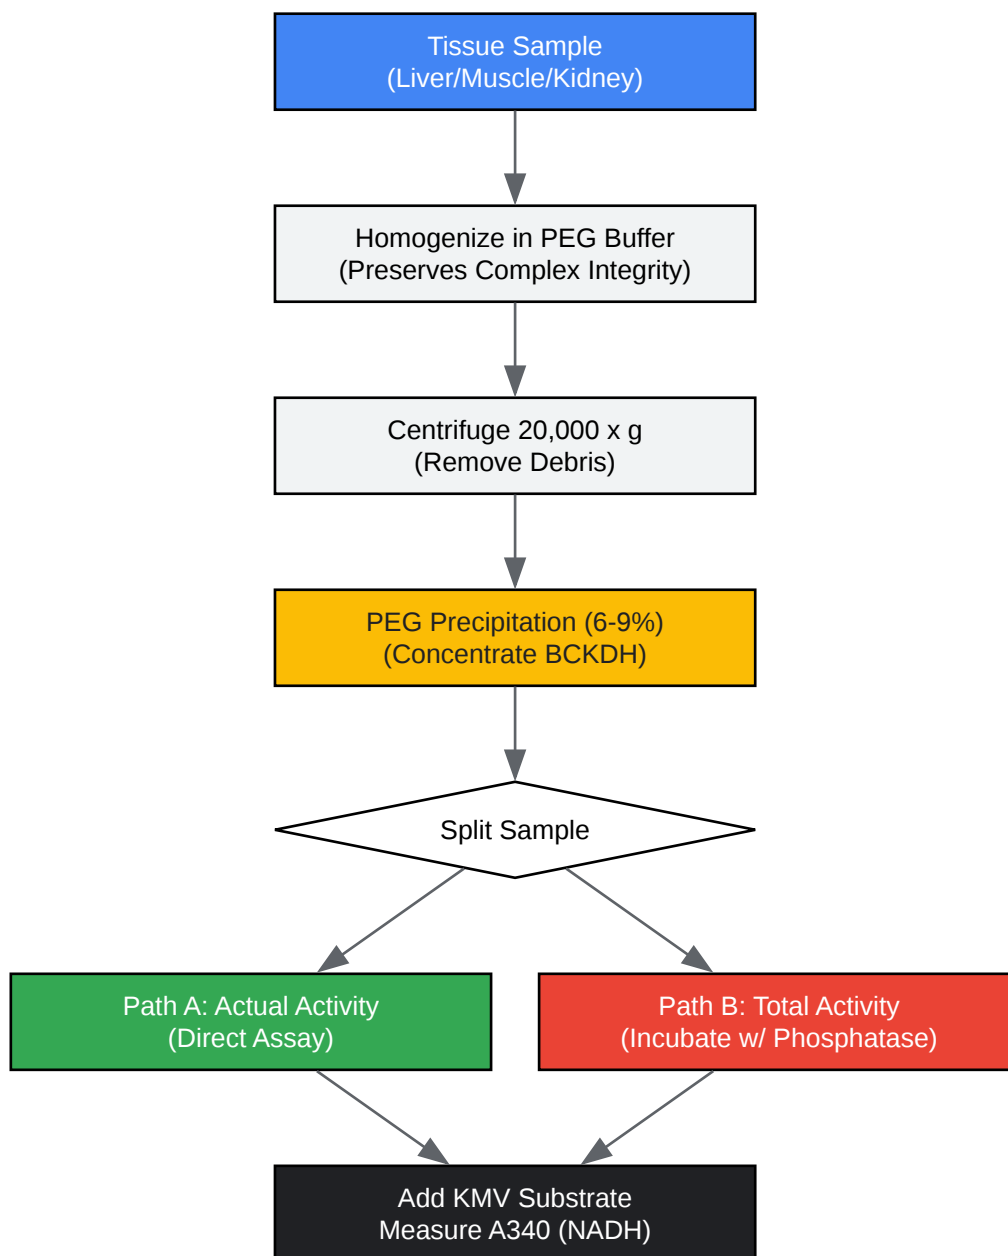 Tissue Sample
(Liver/Muscle/Kidney)
Homogenize in PEG Buffer
(Preserves Complex Integrity)
Centrifuge 20,000 x g
(Remove Debris)
PEG Precipitation (6-9%)
(Concentrate BCKDH)
Split Sample
Path A: Actual Activity
(Direct Assay)
Path B: Total Activity
(Incubate w/ Phosphatase)
Add KMV Substrate
Measure A340 (NADH)